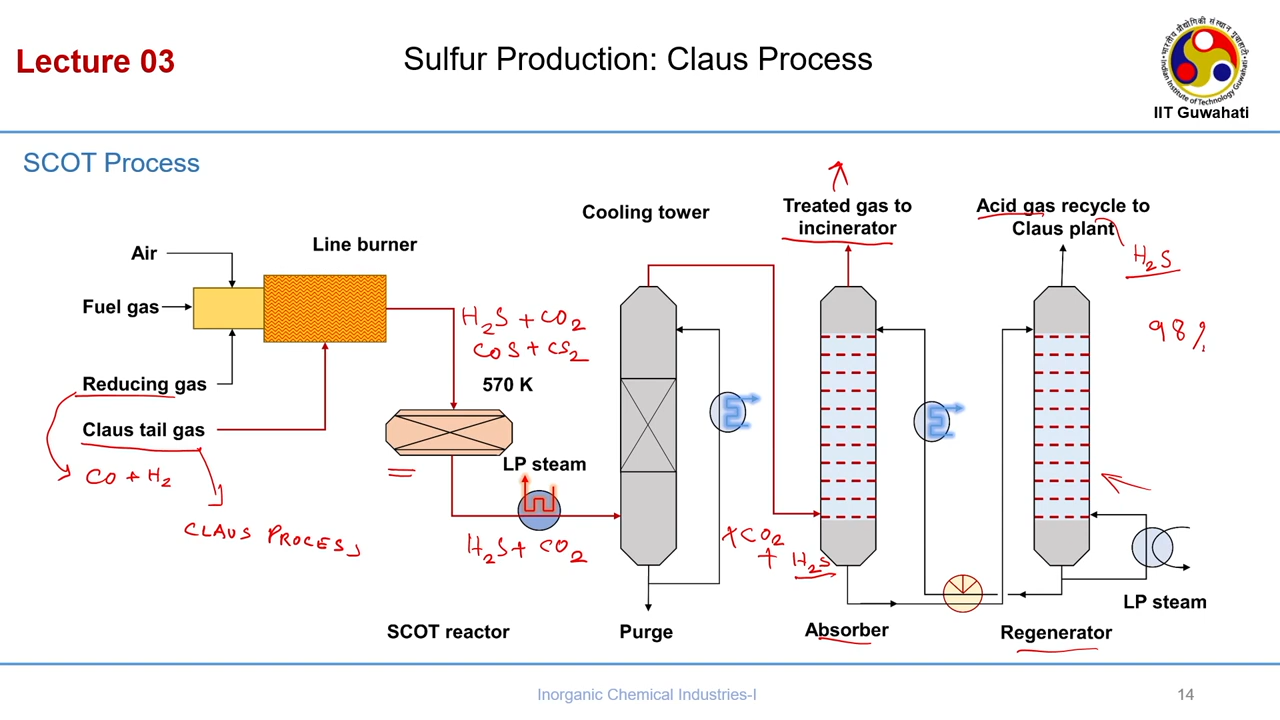 Lecture 03
Sulfur Production: Claus Process
IIT Guwahati
SCOT Process
Air
Fuel gas
Reducing gas
Claus tail gas
CO + H2
CLAUS PROCESS
Line burner
H2S + CO2
COS + CS2
570 K
LP steam
H2S + CO2
SCOT reactor
Cooling tower
Purge
CO2
+ H2S
Treated gas to
incinerator
Absorber
Acid gas recycle to
Claus plant
H2S
98%
LP steam
Regenerator
Inorganic Chemical Industries-I
14